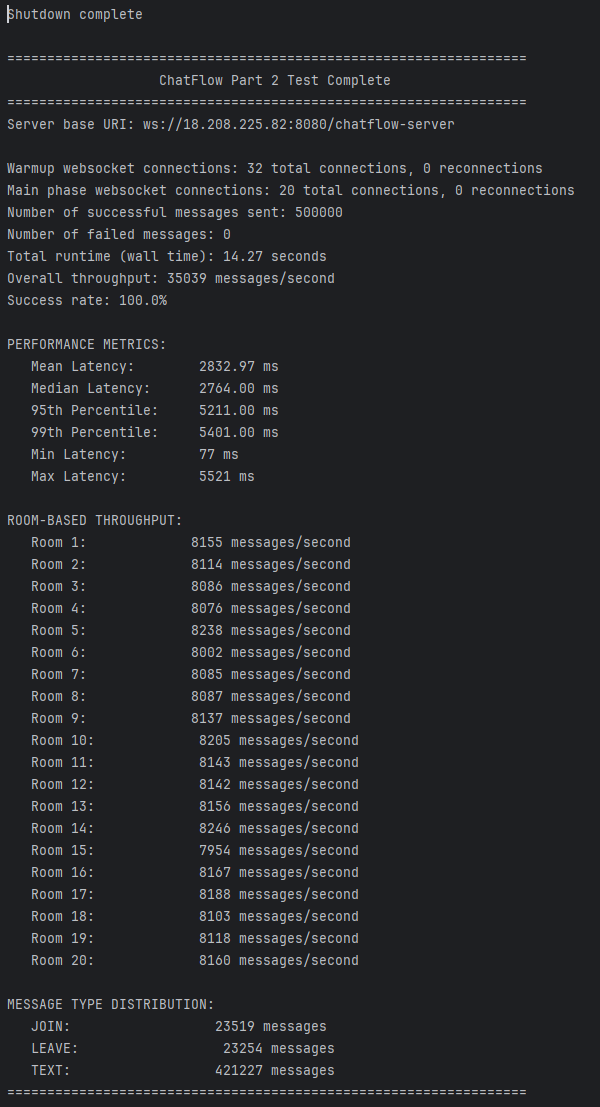 Shutdown complete
=================================================================
ChatFlow Part 2 Test Complete
=================================================================
Server base URI: ws://18.208.225.82:8080/chatflow-server
Warmup websocket connections: 32 total connections, 0 reconnections
Main phase websocket connections: 20 total connections, 0 reconnections
Number of successful messages sent: 500000
Number of failed messages: 0
Total runtime (wall time): 14.27 seconds
Overall throughput: 35039 messages/second
Success rate: 100.0%
PERFORMANCE METRICS:
Mean Latency: 2832.97 ms
Median Latency: 2764.00 ms
95th Percentile: 5211.00 ms
99th Percentile: 5401.00 ms
Min Latency: 77 ms
Max Latency: 5521 ms
ROOM-BASED THROUGHPUT:
Room 1: 8155 messages/second
Room 2: 8114 messages/second
Room 3: 8086 messages/second
Room 4: 8076 messages/second
Room 5: 8238 messages/second
Room 6: 8002 messages/second
Room 7: 8085 messages/second
Room 8: 8087 messages/second
Room 9: 8137 messages/second
Room 10: 8205 messages/second
Room 11: 8143 messages/second
Room 12: 8142 messages/second
Room 13: 8156 messages/second
Room 14: 8246 messages/second
Room 15: 7954 messages/second
Room 16: 8167 messages/second
Room 17: 8188 messages/second
Room 18: 8103 messages/second
Room 19: 8118 messages/second
Room 20: 8160 messages/second
MESSAGE TYPE DISTRIBUTION:
JOIN: 23519 messages
LEAVE: 23254 messages
TEXT: 421227 messages
=================================================================